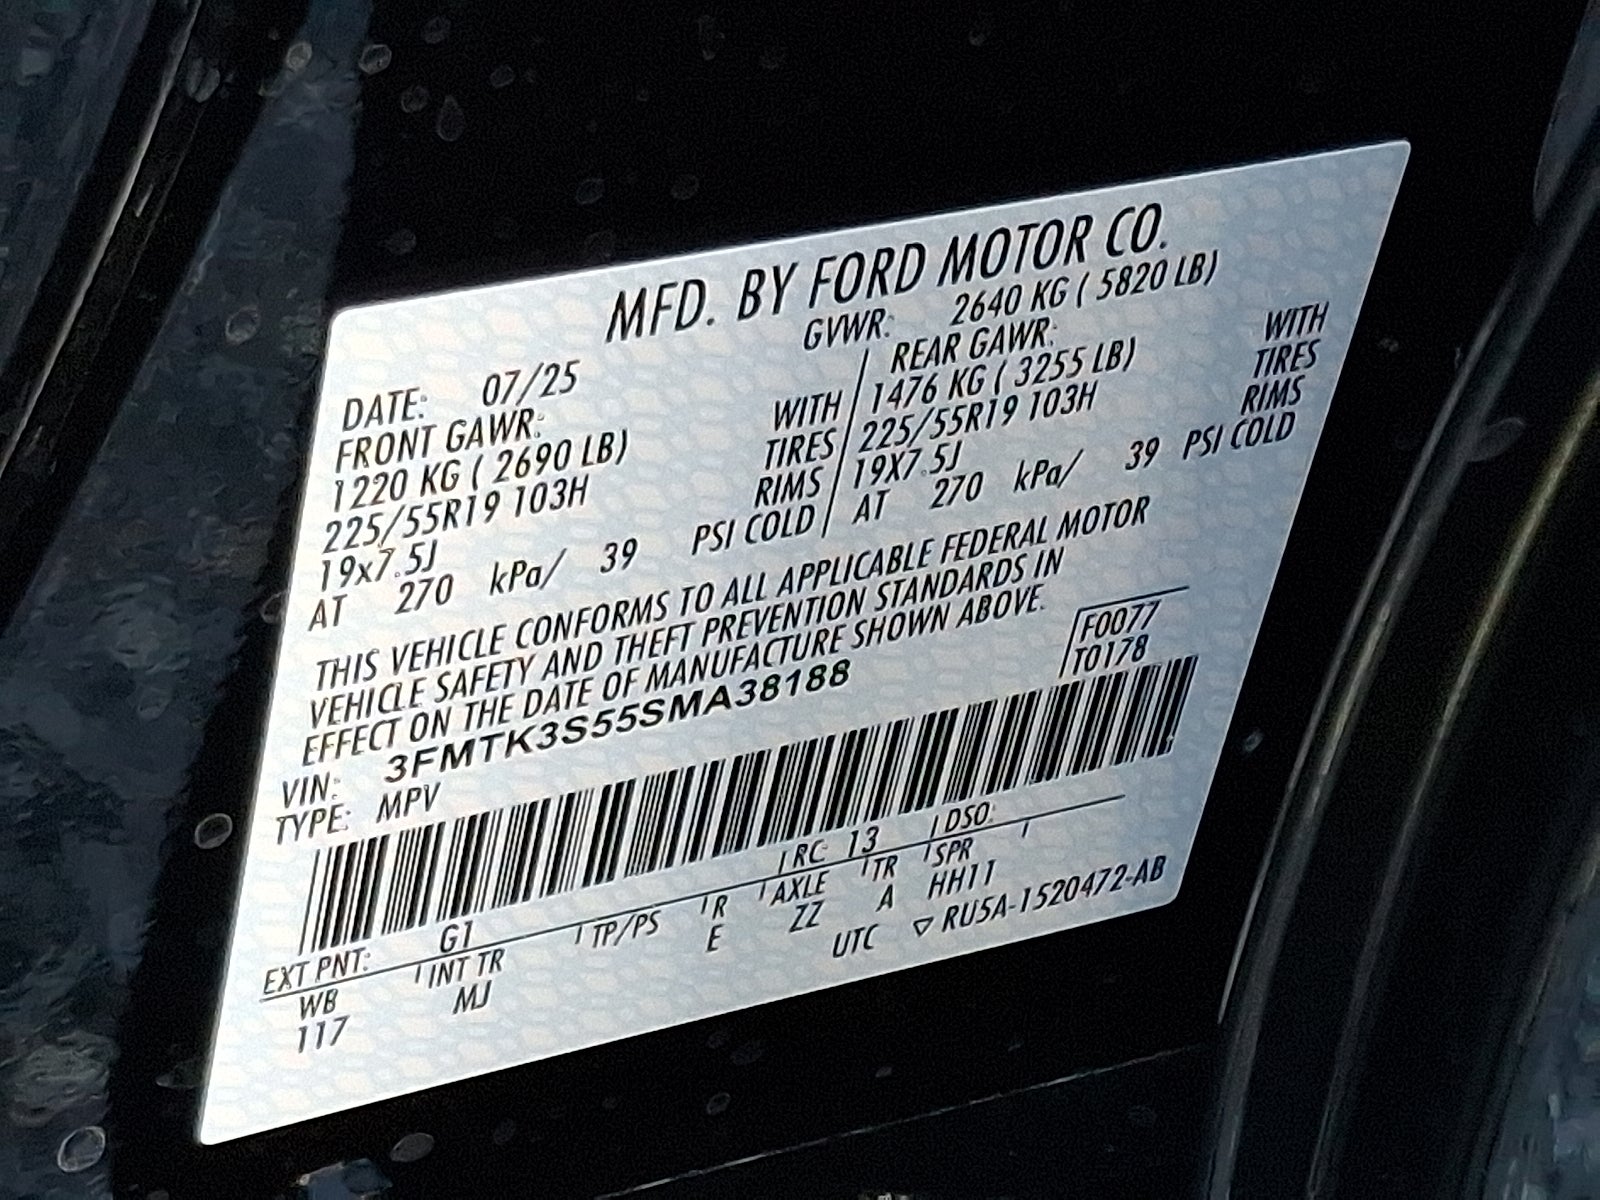 MFD. BY FORD MOTOR CO.
DATE: 07/25 GVWR: 2640 KG ( 5820 LB)
FRONT GAWR: REAR GAWR:
1220 KG ( 2690 LB) WITH 1476 KG ( 3255 LB) WITH
225/55R19 103H TIRES 225/55R19 103H TIRES
19x7.5J RIMS 19X7.5J RIMS
AT 270 kPa/ 39 PSI COLD AT 270 kPa/ 39 PSI COLD
THIS VEHICLE CONFORMS TO ALL APPLICABLE FEDERAL MOTOR
VEHICLE SAFETY AND THEFT PREVENTION STANDARDS IN
EFFECT ON THE DATE OF MANUFACTURE SHOWN ABOVE.
VIN: 3FMTK3S55SMA38188 F0077
TYPE: MPV T0178
EXT PNT: G1 RC: 13 DSO:
WB INT TR TP/PS R AXLE TR SPR
117 MJ E ZZ A HH11
UTC ▽ RU5A-1520472-AB